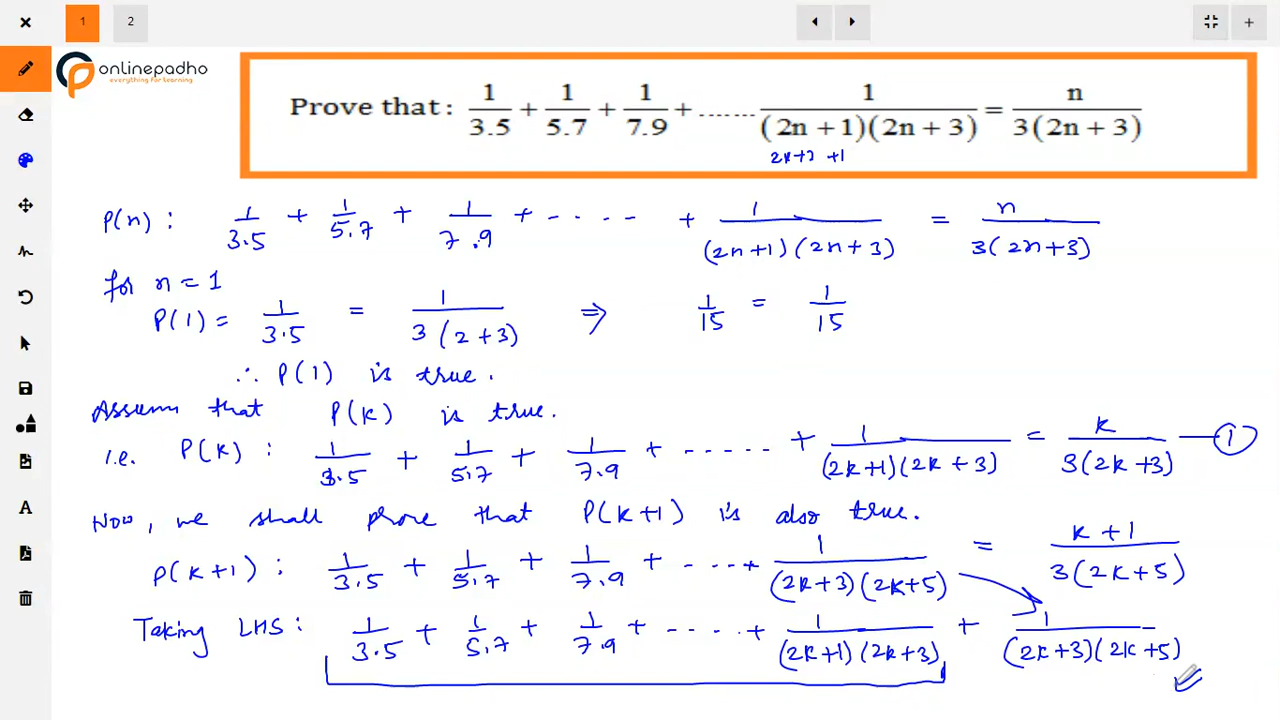 1 2
onlinepadho
everything for learning
Prove that: 1/3.5 + 1/5.7 + 1/7.9 + ....... 1/((2n + 1)(2n + 3)) = n/(3(2n + 3))
2k+2 +1
P(n) : 1/3.5 + 1/5.7 + 1/7.9 + - - - - - + 1/((2n+1)(2n+3)) = n/(3(2n+3))
for n = 1
P(1) = 1/3.5 = 1/(3(2+3)) ⇒ 1/15 = 1/15
∴ P(1) is true.
Assum that P(k) is true.
i.e. P(k) : 1/3.5 + 1/5.7 + 1/7.9 + - - - - - + 1/((2k+1)(2k+3)) = k/(3(2k+3)) — ①
Now, we shall prove that P(k+1) is also true.
P(k+1) : 1/3.5 + 1/5.7 + 1/7.9 + - - - + 1/((2k+3)(2k+5)) = k+1/(3(2k+5))
Taking LHS : 1/3.5 + 1/5.7 + 1/7.9 + - - - - + 1/((2k+1)(2k+3)) + 1/((2k+3)(2k+5))